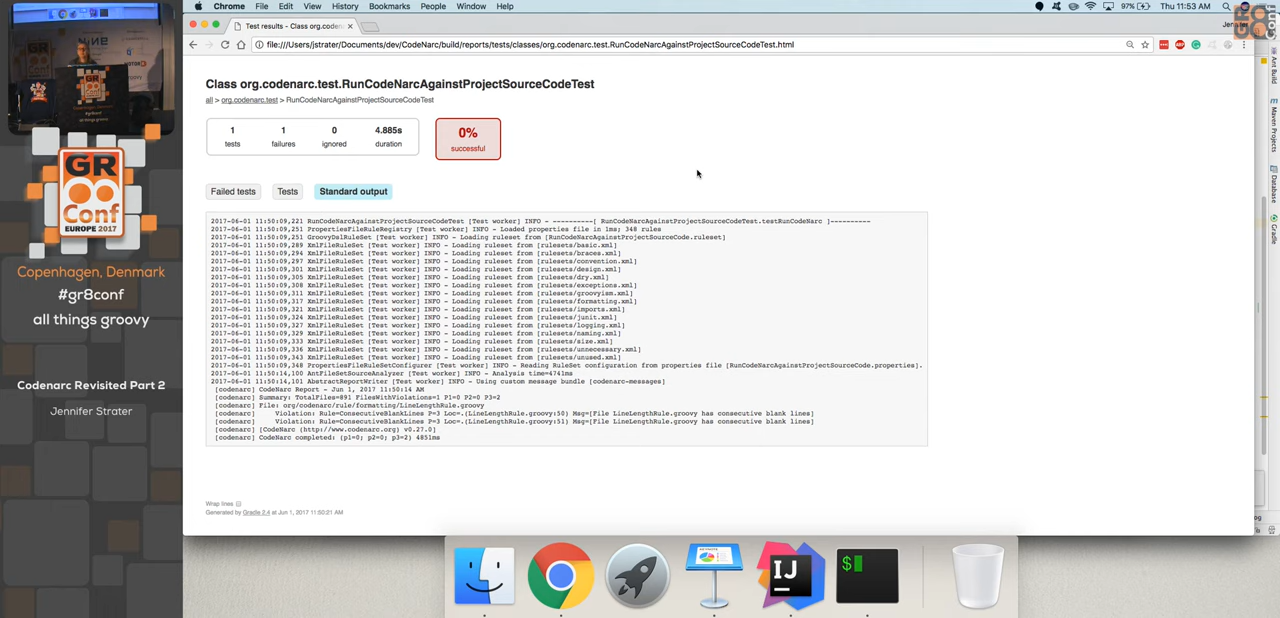 Chrome File Edit View History Bookmarks People Window Help
97% Thu 11:53 AM
Test results - Class org.coden
file:///Users/jstrater/Documents/dev/CodeNarc/build/reports/tests/classes/org.codenarc.test.RunCodeNarcAgainstProjectSourceCodeTest.html
Class org.codenarc.test.RunCodeNarcAgainstProjectSourceCodeTest
all > org.codenarc.test > RunCodeNarcAgainstProjectSourceCodeTest
1 1 0 4.885s
tests failures ignored duration
0%
successful
Failed tests Tests Standard output
2017-06-01 11:50:09,221 RunCodeNarcAgainstProjectSourceCodeTest [Test worker] INFO - ----------[ RunCodeNarcAgainstProjectSourceCodeTest.testRunCodeNarc ]----------
2017-06-01 11:50:09,251 PropertiesFileRuleRegistry [Test worker] INFO - Loaded properties file in 1ms; 348 rules
2017-06-01 11:50:09,251 GroovyDslRuleSet [Test worker] INFO - Loading ruleset from [RunCodeNarcAgainstProjectSourceCode.ruleset]
2017-06-01 11:50:09,289 XmlFileRuleSet [Test worker] INFO - Loading ruleset from [rulesets/basic.xml]
2017-06-01 11:50:09,294 XmlFileRuleSet [Test worker] INFO - Loading ruleset from [rulesets/braces.xml]
2017-06-01 11:50:09,297 XmlFileRuleSet [Test worker] INFO - Loading ruleset from [rulesets/convention.xml]
2017-06-01 11:50:09,301 XmlFileRuleSet [Test worker] INFO - Loading ruleset from [rulesets/design.xml]
2017-06-01 11:50:09,305 XmlFileRuleSet [Test worker] INFO - Loading ruleset from [rulesets/dry.xml]
2017-06-01 11:50:09,308 XmlFileRuleSet [Test worker] INFO - Loading ruleset from [rulesets/exceptions.xml]
2017-06-01 11:50:09,311 XmlFileRuleSet [Test worker] INFO - Loading ruleset from [rulesets/groovyism.xml]
2017-06-01 11:50:09,317 XmlFileRuleSet [Test worker] INFO - Loading ruleset from [rulesets/formatting.xml]
2017-06-01 11:50:09,321 XmlFileRuleSet [Test worker] INFO - Loading ruleset from [rulesets/imports.xml]
2017-06-01 11:50:09,324 XmlFileRuleSet [Test worker] INFO - Loading ruleset from [rulesets/junit.xml]
2017-06-01 11:50:09,327 XmlFileRuleSet [Test worker] INFO - Loading ruleset from [rulesets/logging.xml]
2017-06-01 11:50:09,329 XmlFileRuleSet [Test worker] INFO - Loading ruleset from [rulesets/naming.xml]
2017-06-01 11:50:09,333 XmlFileRuleSet [Test worker] INFO - Loading ruleset from [rulesets/size.xml]
2017-06-01 11:50:09,336 XmlFileRuleSet [Test worker] INFO - Loading ruleset from [rulesets/unnecessary.xml]
2017-06-01 11:50:09,343 XmlFileRuleSet [Test worker] INFO - Loading ruleset from [rulesets/unused.xml]
2017-06-01 11:50:09,348 PropertiesFileRuleSetConfigurer [Test worker] INFO - Reading RuleSet configuration from properties file [RunCodeNarcAgainstProjectSourceCode.properties].
2017-06-01 11:50:14,100 AntFileSetSourceAnalyzer [Test worker] INFO - Analysis time=4741ms
2017-06-01 11:50:14,101 AbstractReportWriter [Test worker] INFO - Using custom message bundle [codenarc-messages]
[codenarc] CodeNarc Report - Jun 1, 2017 11:50:14 AM
[codenarc] Summary: TotalFiles=891 FilesWithViolations=1 P1=0 P2=0 P3=2
[codenarc] File: org/codenarc/rule/formatting/LineLengthRule.groovy
[codenarc] Violation: Rule=ConsecutiveBlankLines P=3 Loc=.(LineLengthRule.groovy:50) Msg=[File LineLengthRule.groovy has consecutive blank lines]
[codenarc] Violation: Rule=ConsecutiveBlankLines P=3 Loc=.(LineLengthRule.groovy:51) Msg=[File LineLengthRule.groovy has consecutive blank lines]
[codenarc] [CodeNarc (http://www.codenarc.org) v0.27.0]
[codenarc] CodeNarc completed: (p1=0; p2=0; p3=2) 4851ms
Wrap lines
Generated by Gradle 2.4 at Jun 1, 2017 11:50:21 AM
Ant Build
Maven Projects
Database
Gradle
GR
Conf
EUROPE 2017
Copenhagen, Denmark
#gr8conf
all things groovy
Codenarc Revisited Part 2
Jennifer Strater
IJ
$